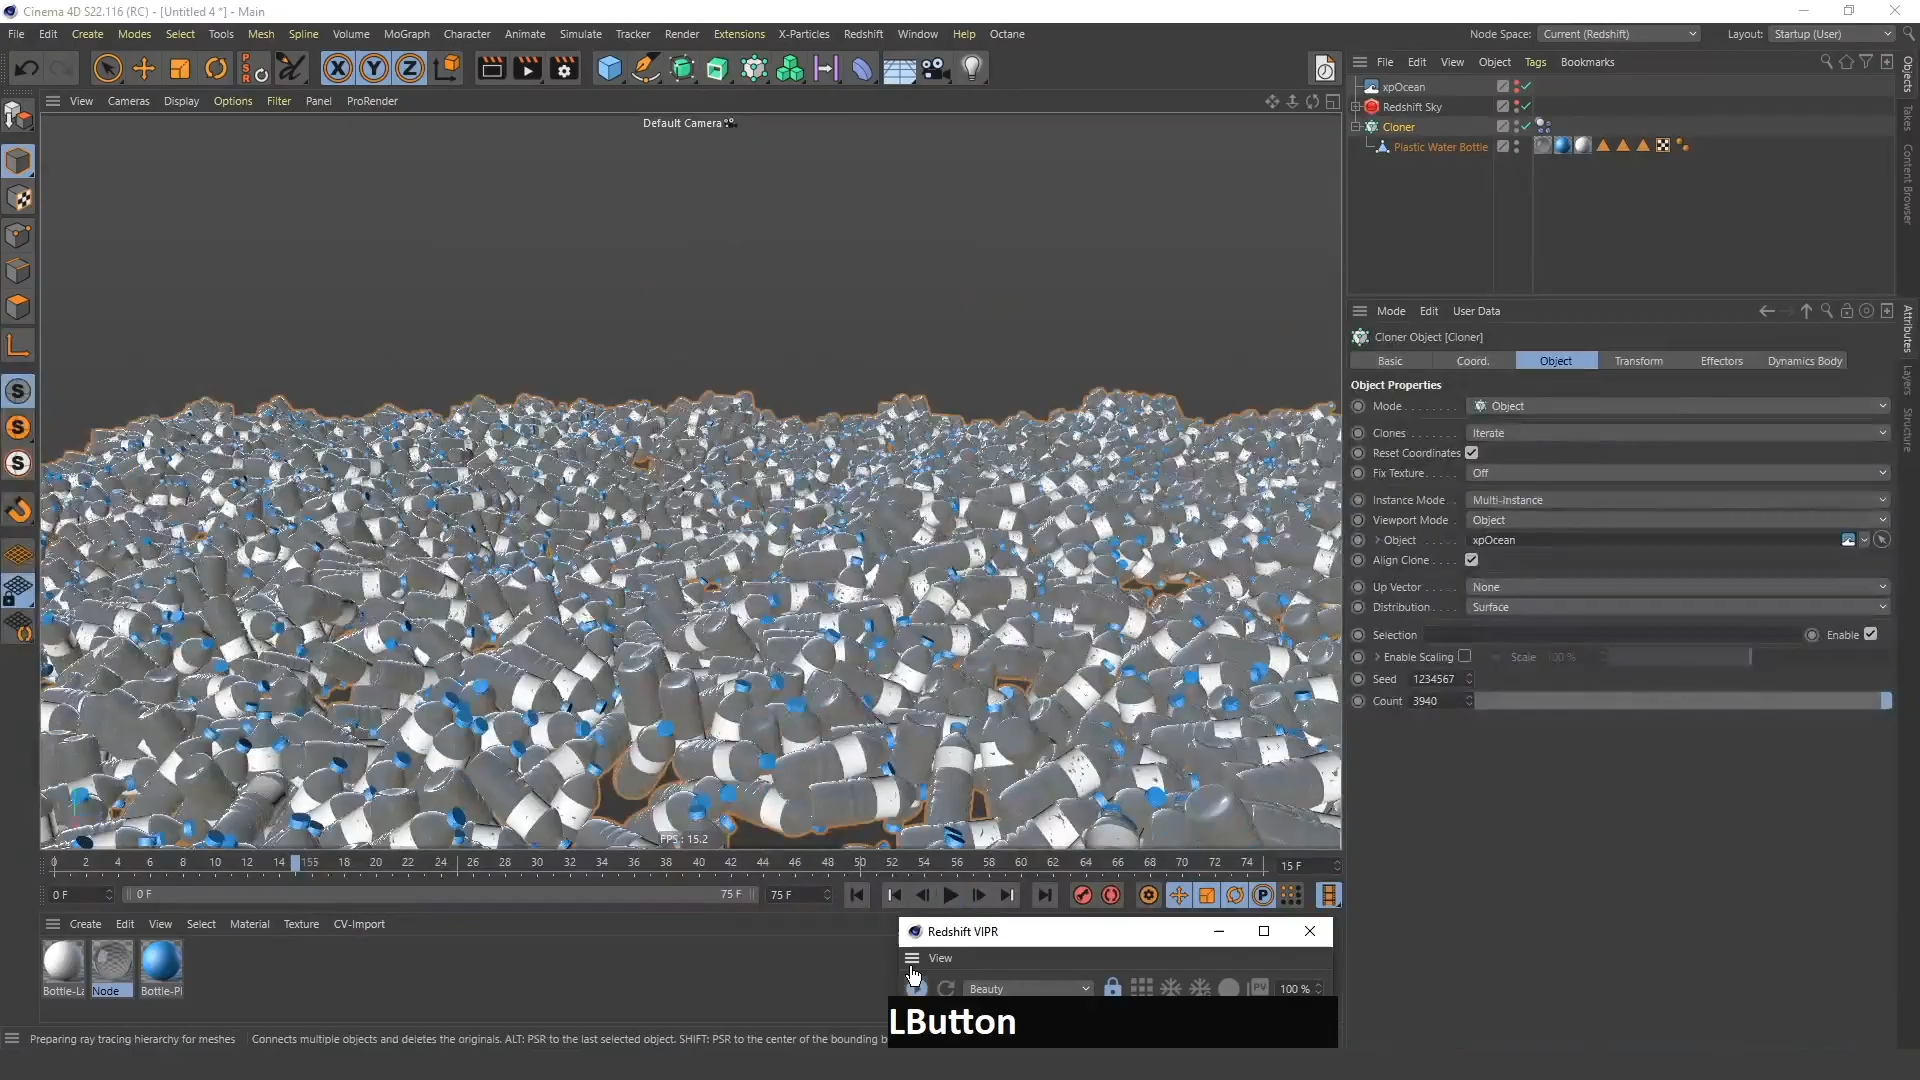 Cinema 4D S22.116 (RC) - [Untitled 4 *] - Main
File Edit Create Modes Select Tools Mesh Spline Volume MoGraph Character Animate Simulate Tracker Render Extensions X-Particles Redshift Window Help Octane
Node Space: Current (Redshift) Layout: Startup (User)
PSR
X Y Z
View Cameras Display Options Filter Panel ProRender
Default Camera
FPS : 15.2
File Edit View Object Tags Bookmarks
xpOcean
Redshift Sky
Cloner
Plastic Water Bottle
Objects
Takes
Content Browser
Attributes
Layers
Structure
Mode Edit User Data
Cloner Object [Cloner]
Basic Coord. Object Transform Effectors Dynamics Body
Object Properties
Mode Object
Clones Iterate
Reset Coordinates
Fix Texture Off
Instance Mode Multi-Instance
Viewport Mode Object
Object xpOcean
Align Clone
Up Vector None
Distribution Surface
Selection Enable
Enable Scaling Scale 100 %
Seed 1234567
Count 3940
S
S
S
0 2 4 6 8 10 12 14 155 18 20 22 24 26 28 30 32 34 36 38 40 42 44 46 48 50 52 54 56 58 60 62 64 66 68 70 72 74 15 F
0 F 0 F 75 F 75 F
P
Create Edit View Select Material Texture CV-Import
Bottle-La Node Bottle-Pl
Redshift VIPR
View
Beauty PV 100 %
LButton
Preparing ray tracing hierarchy for meshes Connects multiple objects and deletes the originals. ALT: PSR to the last selected object. SHIFT: PSR to the center of the bounding b